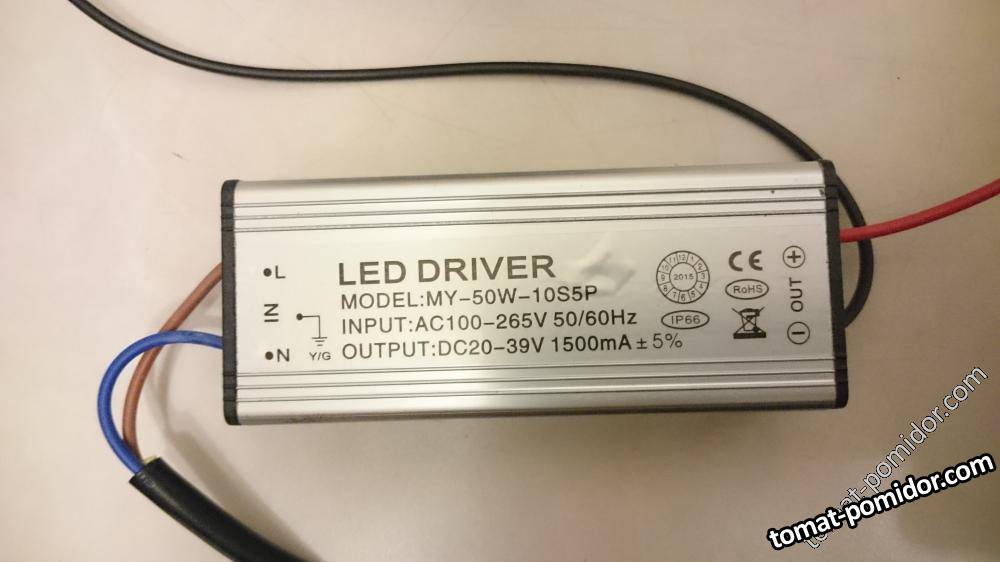 L
IN
Y/G
N
LED DRIVER
MODEL:MY-50W-10S5P
INPUT:AC100-265V 50/60Hz
OUTPUT:DC20-39V 1500mA±5%
2015
CE
RoHS
IP66
+
OUT
−
tomat-pomidor.com
tomat-pomidor.com